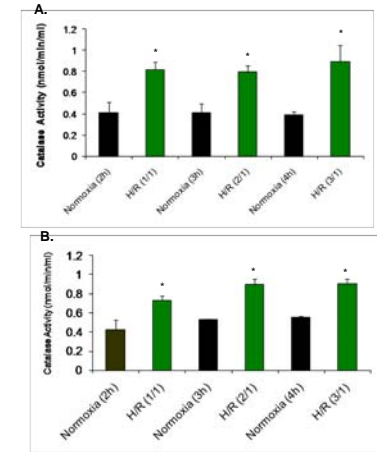 A.
Catalase Activity (nmol/min/ml)
1.2
1
0.8
0.6
0.4
0.2
0
* * *
Normoxia (2h) H/R (1/1) Normoxia (3h) H/R (2/1) Normoxia (4h) H/R (3/1)
B.
Catalase Activity (nmol/min/ml)
1.2
1
0.8
0.6
0.4
0.2
0
* * *
Normoxia (2h) H/R (1/1) Normoxia (3h) H/R (2/1) Normoxia (4h) H/R (3/1)